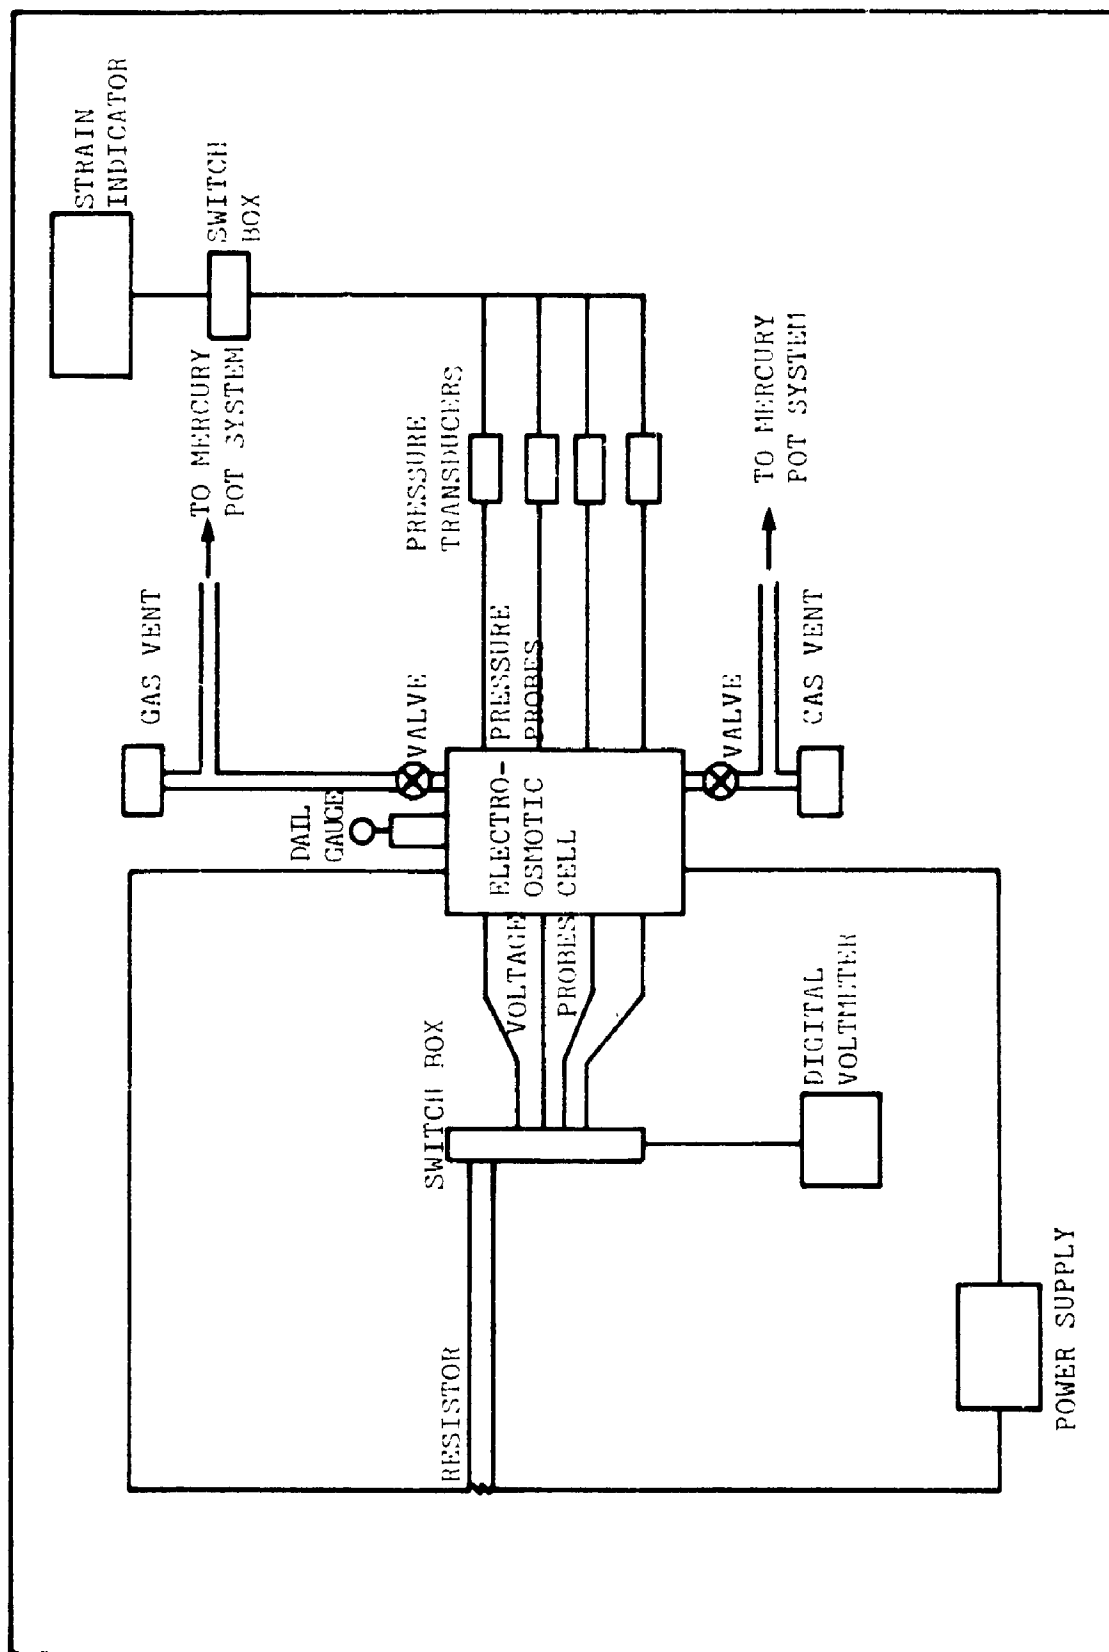 STRAIN
INDICATOR
SWITCH
BOX
TO MERCURY
POT SYSTEM
GAS VENT
PRESSURE
TRANSDUCERS
PRESSURE
PROBES
VALVE
DAIL
GAUGE
ELECTRO-
OSMOTIC
CELL
VOLTAGE
PROBES
TO MERCURY
POT SYSTEM
VALVE
GAS VENT
SWITCH BOX
DIGITAL
VOLTMETER
RESISTOR
POWER SUPPLY